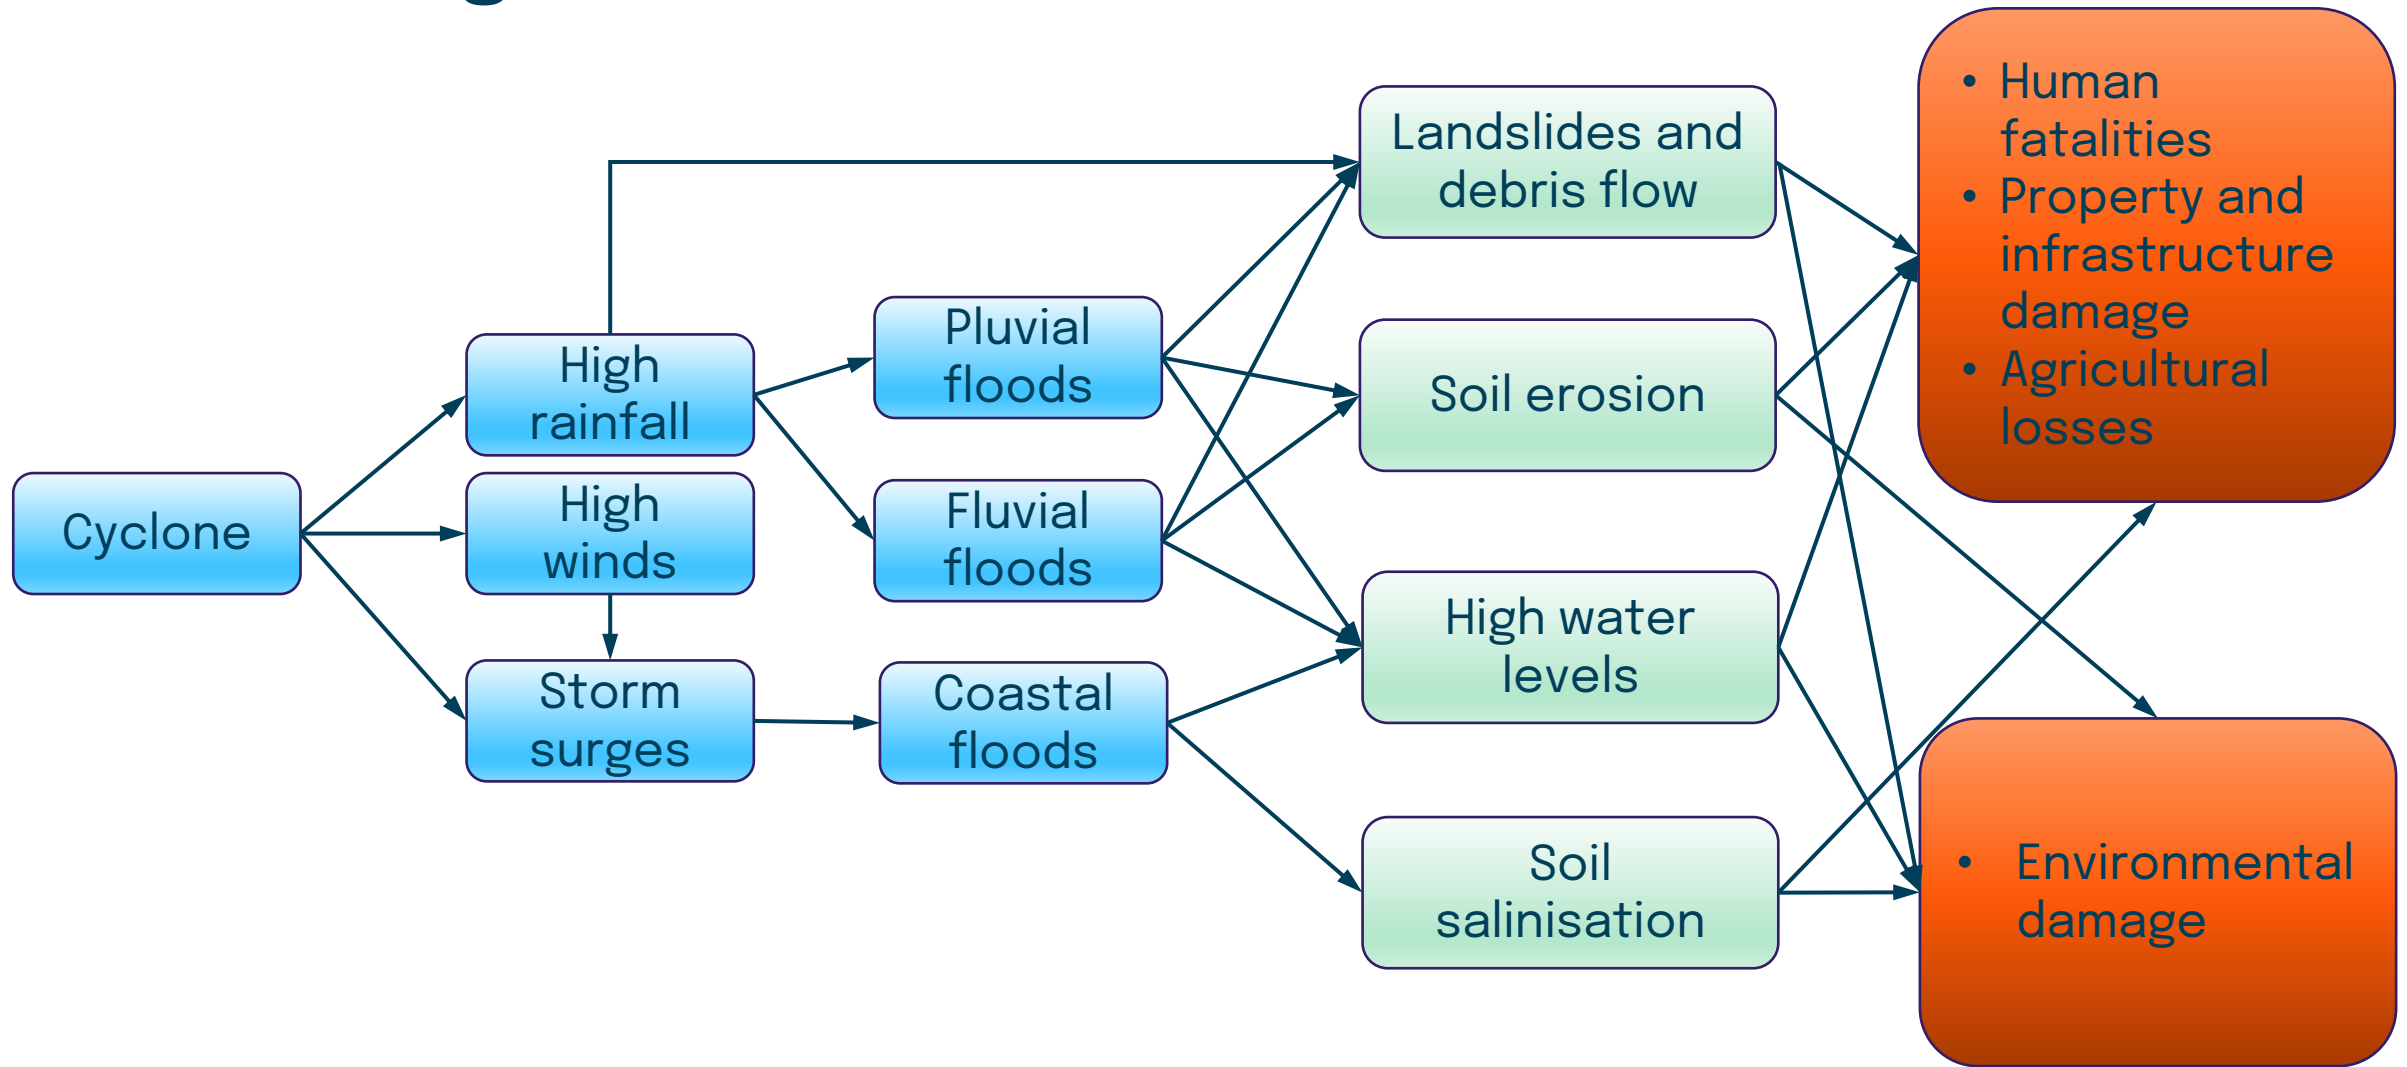 Cyclone
High
rainfall
High
winds
Storm
surges
Pluvial
floods
Fluvial
floods
Coastal
floods
Landslides and
debris flow
Soil erosion
High water
levels
Soil
salinisation
• Human
fatalities
• Property and
infrastructure
damage
• Agricultural
losses
• Environmental
damage